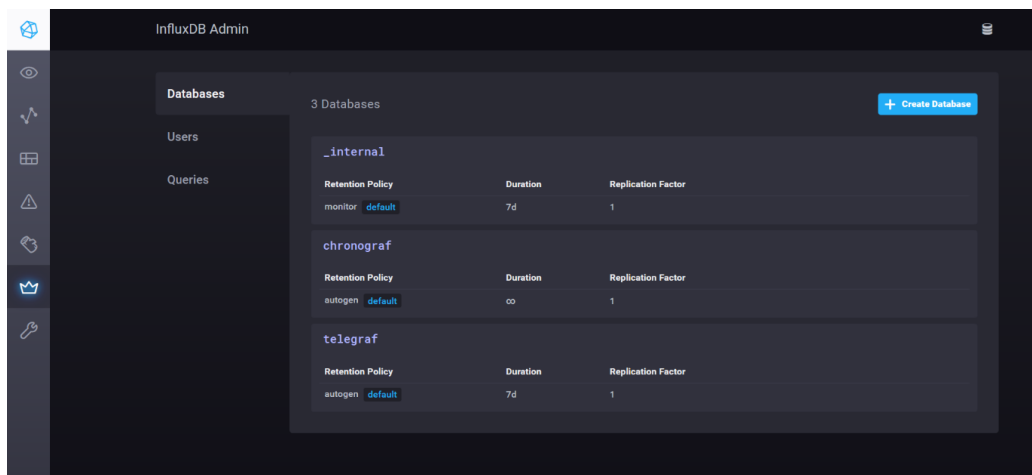 InfluxDB Admin
Databases
Users
Queries
3 Databases
+ Create Database
_internal
Retention Policy Duration Replication Factor
monitor default 7d 1
chronograf
Retention Policy Duration Replication Factor
autogen default ∞ 1
telegraf
Retention Policy Duration Replication Factor
autogen default 7d 1